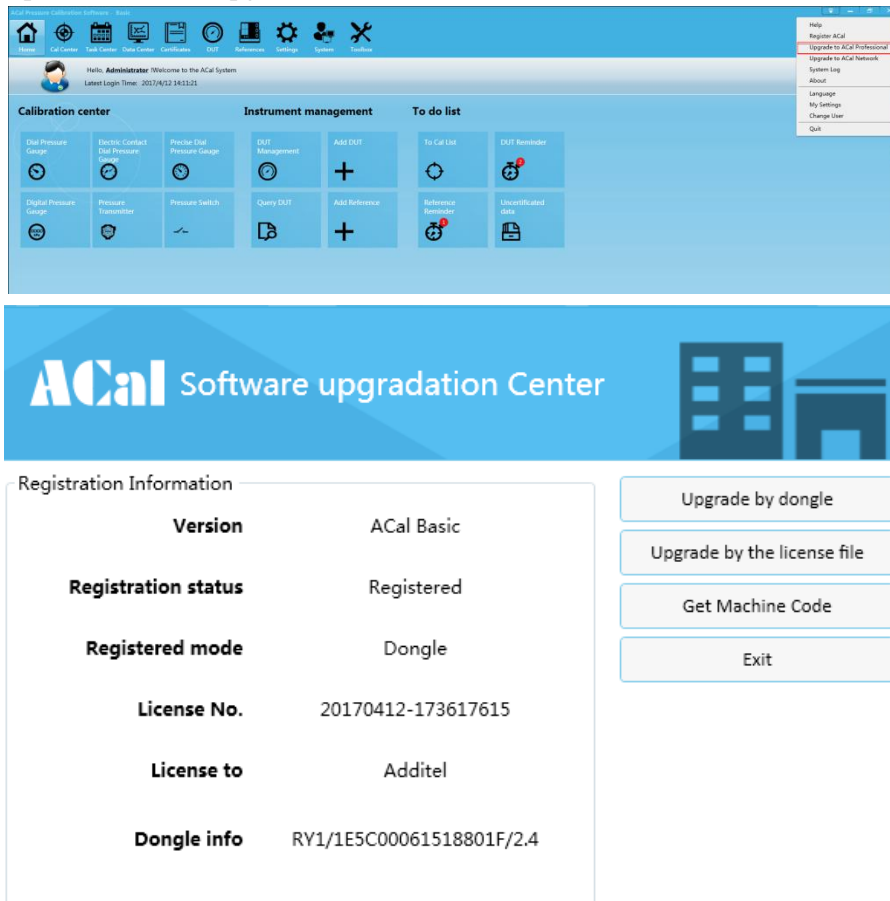 ACal Pressure Calibration Software - Basic
Home
Cal Center
Task Center
Data Center
Certificates
DUT
References
Settings
System
Toolbox
Hello, Administrator !Welcome to the ACal System
Latest Login Time: 2017/4/12 14:11:21
Help
Register ACal
Upgrade to ACal Professional
Upgrade to ACal Network
System Log
About
Language
My Settings
Change User
Quit
Calibration center
Instrument management
To do list
Dial Pressure
Gauge
Electric Contact
Dial Pressure
Gauge
Precise Dial
Pressure Gauge
DUT
Management
Add DUT
To Cal List
DUT Reminder
Digital Pressure
Gauge
Pressure
Transmitter
Pressure Switch
Query DUT
Add Reference
Reference
Reminder
Uncertificated
data
ACal Software upgradation Center
Registration Information
Version ACal Basic
Registration status Registered
Registered mode Dongle
License No. 20170412-173617615
License to Additel
Dongle info RY1/1E5C00061518801F/2.4
Upgrade by dongle
Upgrade by the license file
Get Machine Code
Exit